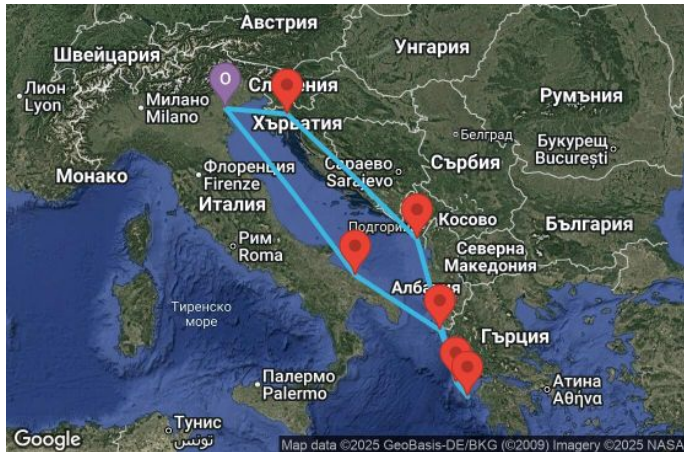 Австрия
Унгария
Швейцария
Лион
Lyon
O
Словения
Милано
Milano
Хърватия
Румъния
Белград
Букурещ
București
Сараево
Sarajevo
Сърбия
Монако
Флоренция
Firenze
Италия
Подгорица
Косово
България
Рим
Roma
Северна
Македония
Албания
Тиренско
море
Гърция
Палермо
Palermo
Атина
Αθήνα
Тунис
تونس
Google
Map data ©2025 GeoBasis-DE/BKG (©2009) Imagery ©2025 NASA